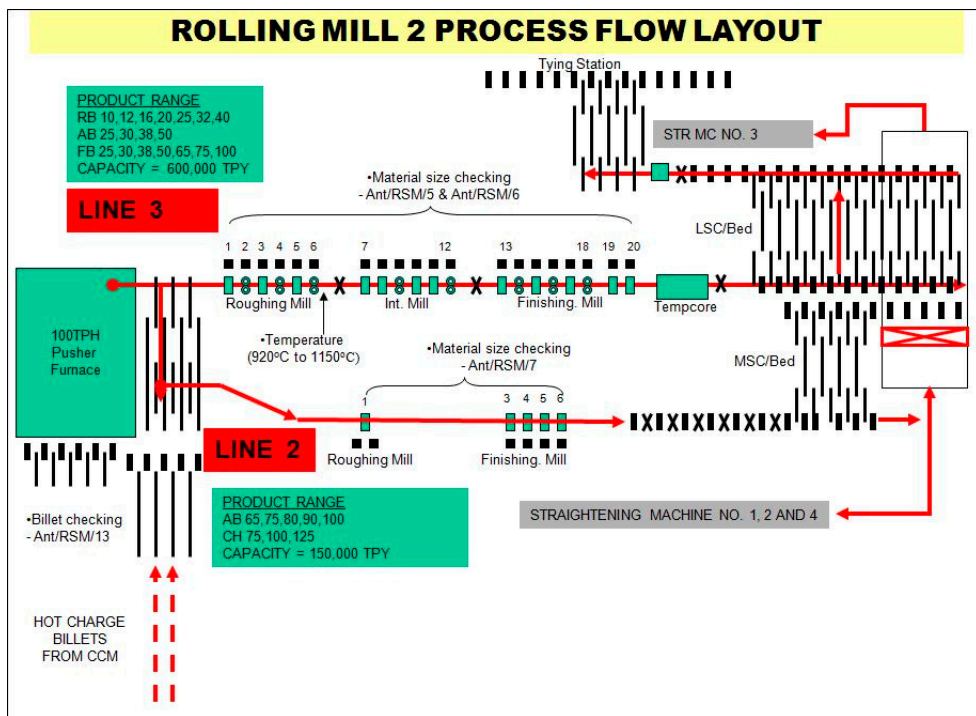 ROLLING MILL 2 PROCESS FLOW LAYOUT
Tying Station
PRODUCT RANGE
RB 10,12,16,20,25,32,40
AB 25,30,38,50
FB 25,30,38,50,65,75,100
CAPACITY = 600,000 TPY
STR MC NO. 3
•Material size checking
- Ant/RSM/5 & Ant/RSM/6
LINE 3
LSC/Bed
1 2 3 4 5 6 7 12 13 18 19 20
Roughing Mill
Int. Mill
Finishing. Mill
Tempcore
100TPH
Pusher
Furnace
•Temperature
(920ºC to 1150ºC)
•Material size checking
- Ant/RSM/7
MSC/Bed
1 3 4 5 6
LINE 2
Roughing Mill
Finishing. Mill
PRODUCT RANGE
AB 65,75,80,90,100
CH 75,100,125
CAPACITY = 150,000 TPY
STRAIGHTENING MACHINE NO. 1, 2 AND 4
•Billet checking
- Ant/RSM/13
HOT CHARGE
BILLETS
FROM CCM